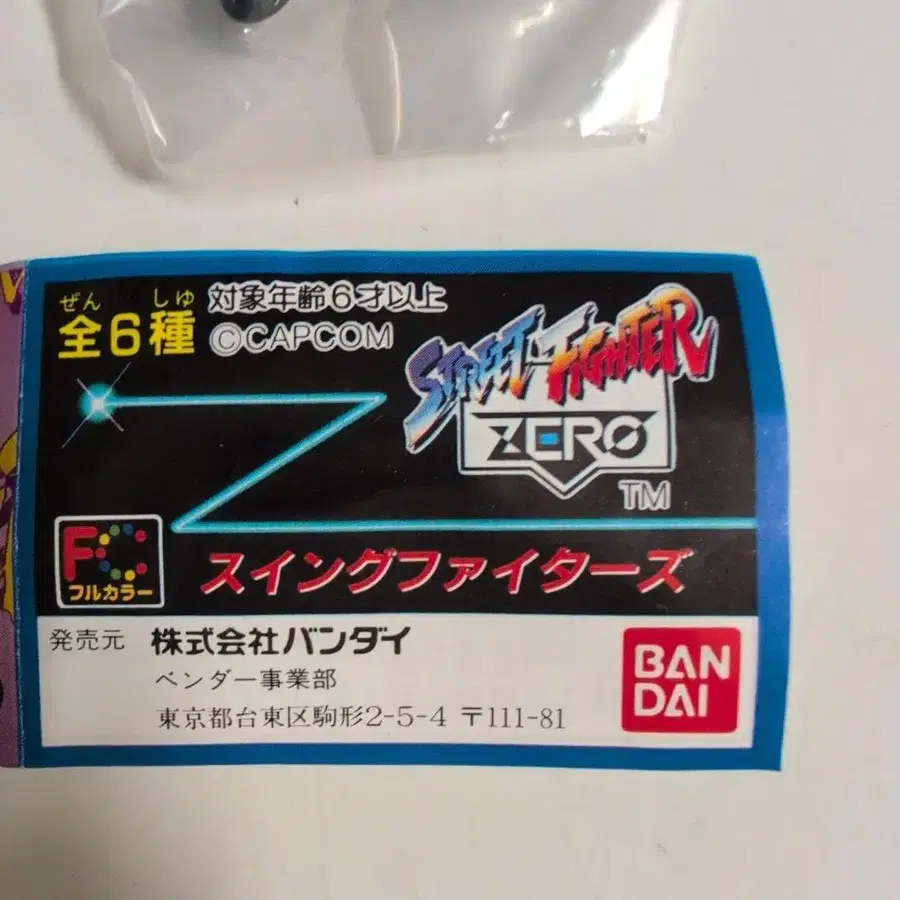 ぜん しゅ
全6種
対象年齢6才以上
©CAPCOM
STREET FIGHTER
ZERO
TM
FC
フルカラー
スイングファイターズ
発売元 株式会社バンダイ
ベンダー事業部
東京都台東区駒形2-5-4 〒111-81
BAN
DAI